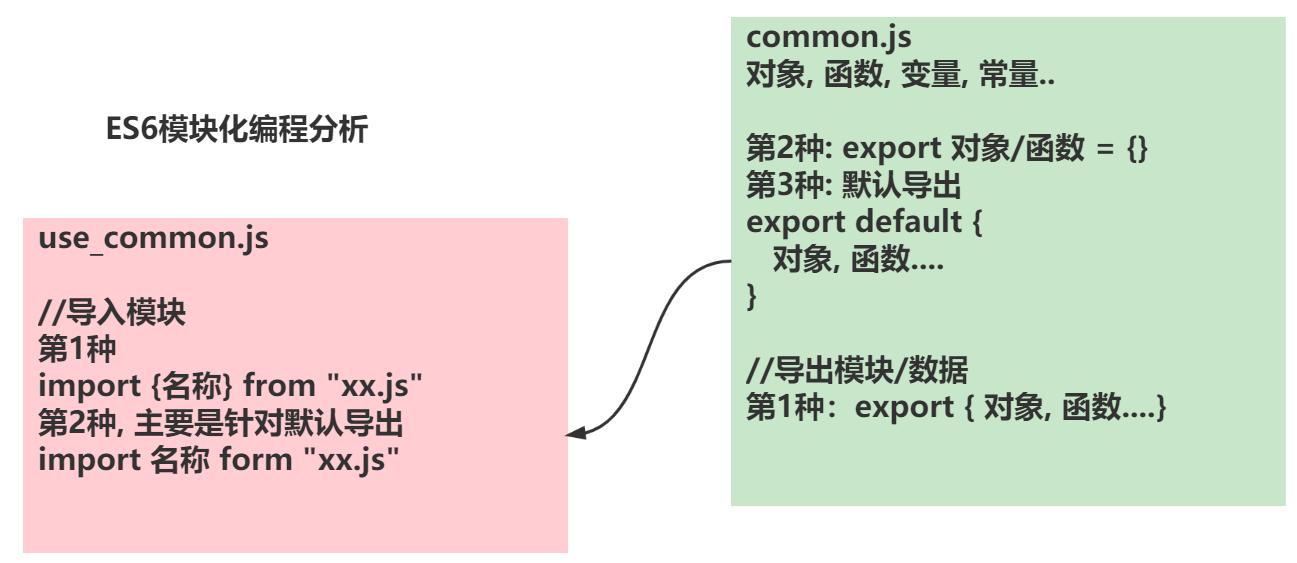 ES6模块化编程分析
use_common.js
//导入模块
第1种
import {名称} from "xx.js"
第2种, 主要是针对默认导出
import 名称 form "xx.js"
common.js
对象, 函数, 变量, 常量..
第2种: export 对象/函数 = {}
第3种: 默认导出
export default {
对象, 函数....
}
//导出模块/数据
第1种：export { 对象, 函数....}